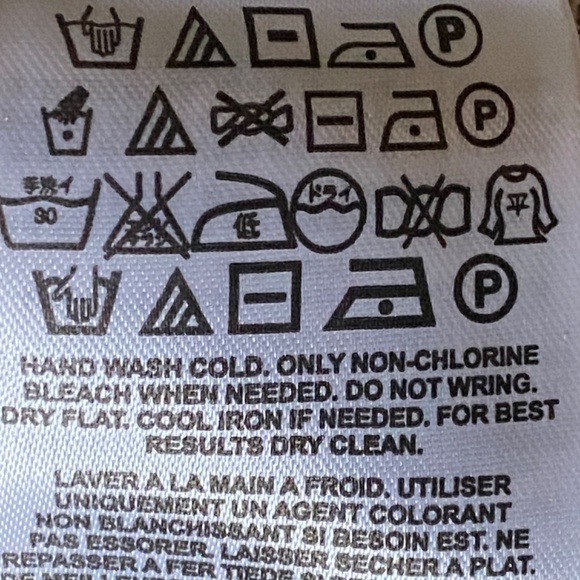 P
P
手洗イ
30
低
ドライ
平
P
HAND WASH COLD. ONLY NON-CHLORINE
BLEACH WHEN NEEDED. DO NOT WRING.
DRY FLAT. COOL IRON IF NEEDED. FOR BEST
RESULTS DRY CLEAN.
LAVER A LA MAIN A FROID. UTILISER
UNIQUEMENT UN AGENT COLORANT
NON BLANCHISSANT SI BESOIN EST. NE
PAS ESSORER. LAISSER SECHER A PLAT.
REPASSER A FER TIEDE